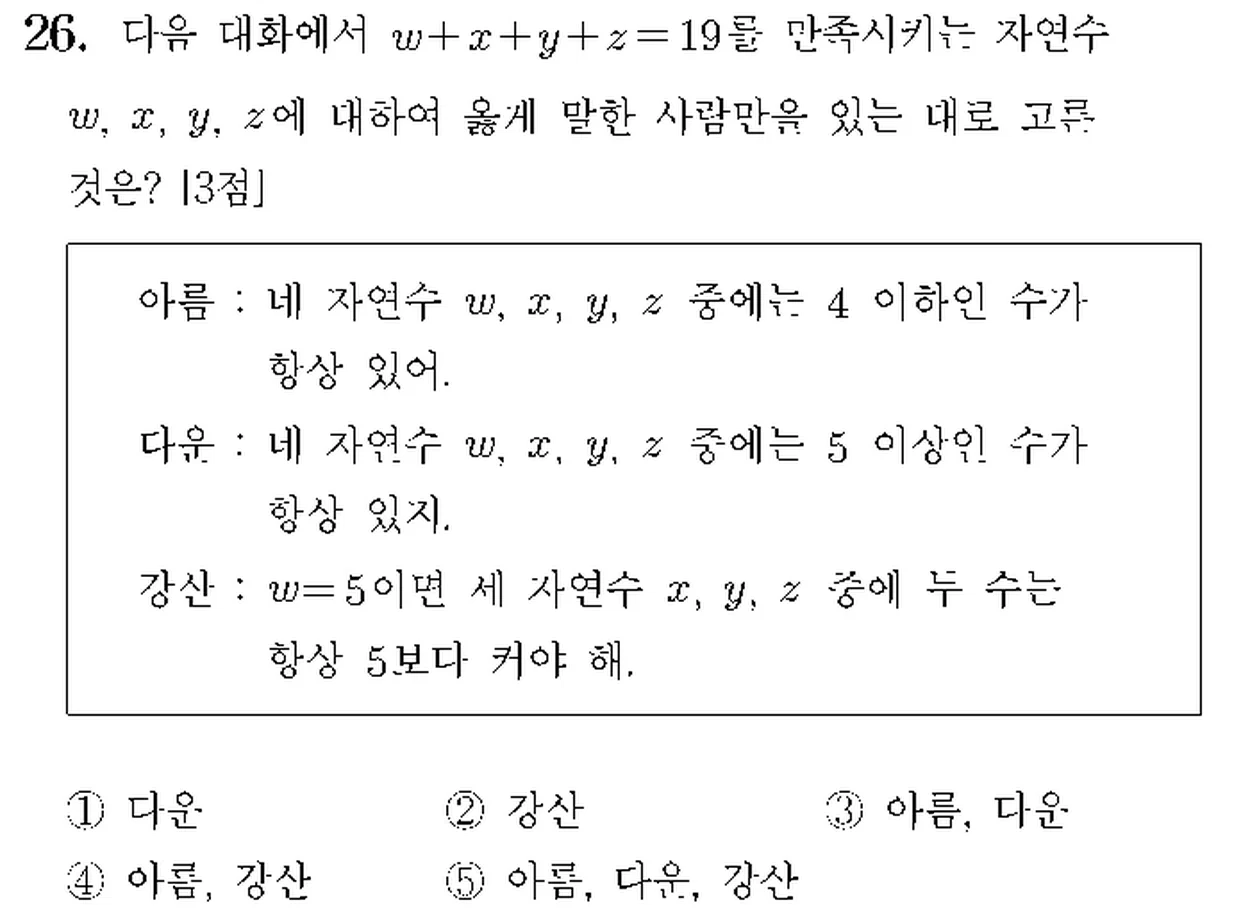 26. 다음 대화에서 w+x+y+z=19를 만족시키는 자연수
w, x, y, z에 대하여 옳게 말한 사람만을 있는 대로 고른
것은? [3점]
아름 : 네 자연수 w, x, y, z 중에는 4 이하인 수가
항상 있어.
다운 : 네 자연수 w, x, y, z 중에는 5 이상인 수가
항상 있지.
강산 : w=5이면 세 자연수 x, y, z 중에 두 수는
항상 5보다 커야 해.
① 다운 ② 강산 ③ 아름, 다운
④ 아름, 강산 ⑤ 아름, 다운, 강산